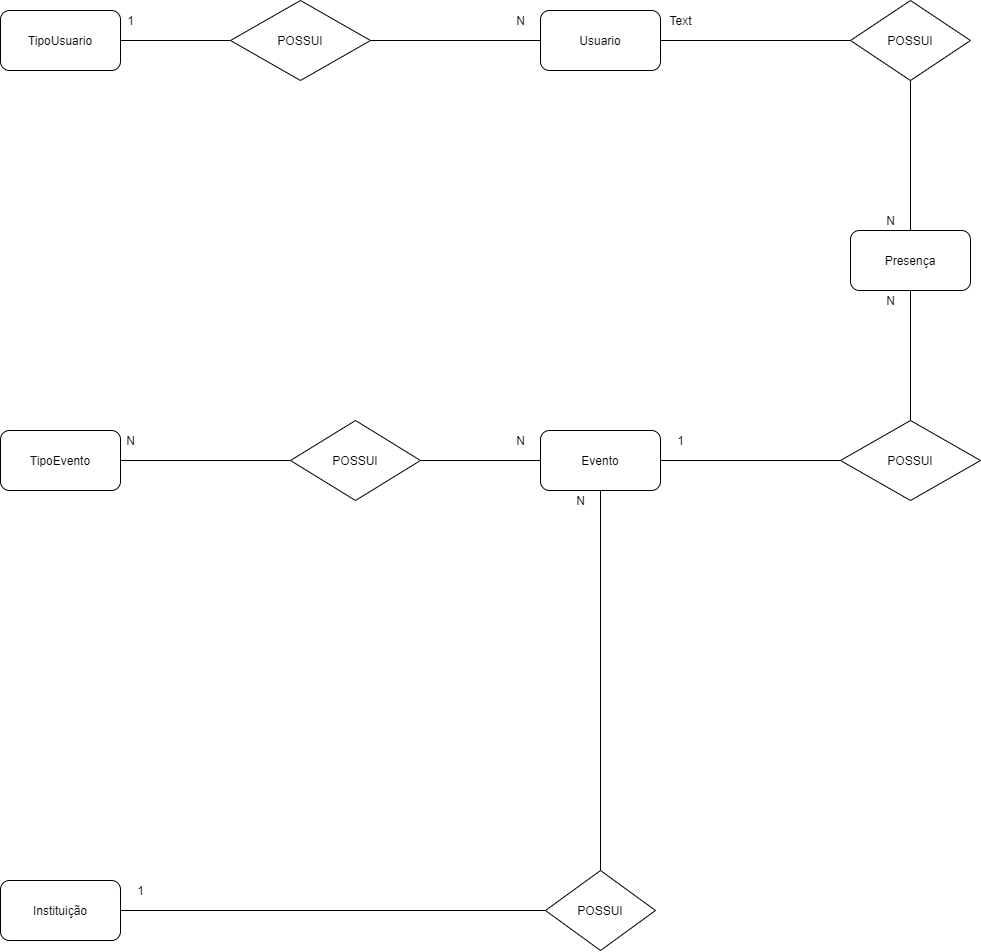 1
N
Text
TipoUsuario
POSSUI
Usuario
POSSUI
N
Presença
N
N
N
1
TipoEvento
POSSUI
Evento
POSSUI
N
1
Instituição
POSSUI